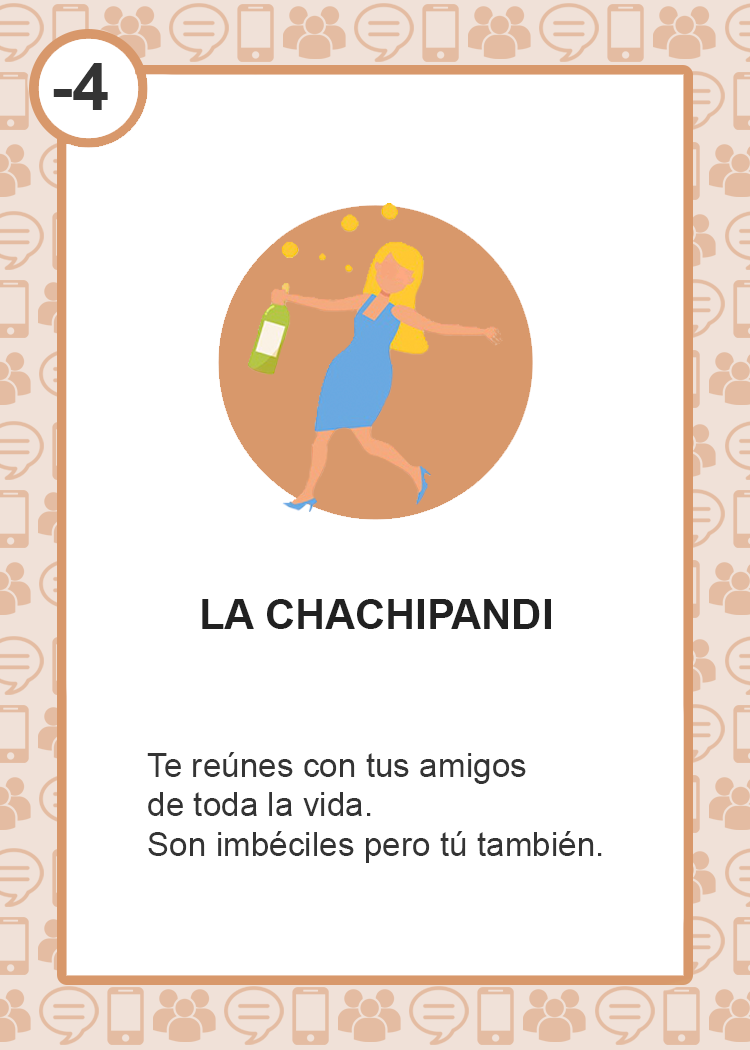 -4
LA CHACHIPANDI
Te reúnes con tus amigos
de toda la vida.
Son imbéciles pero tú también.